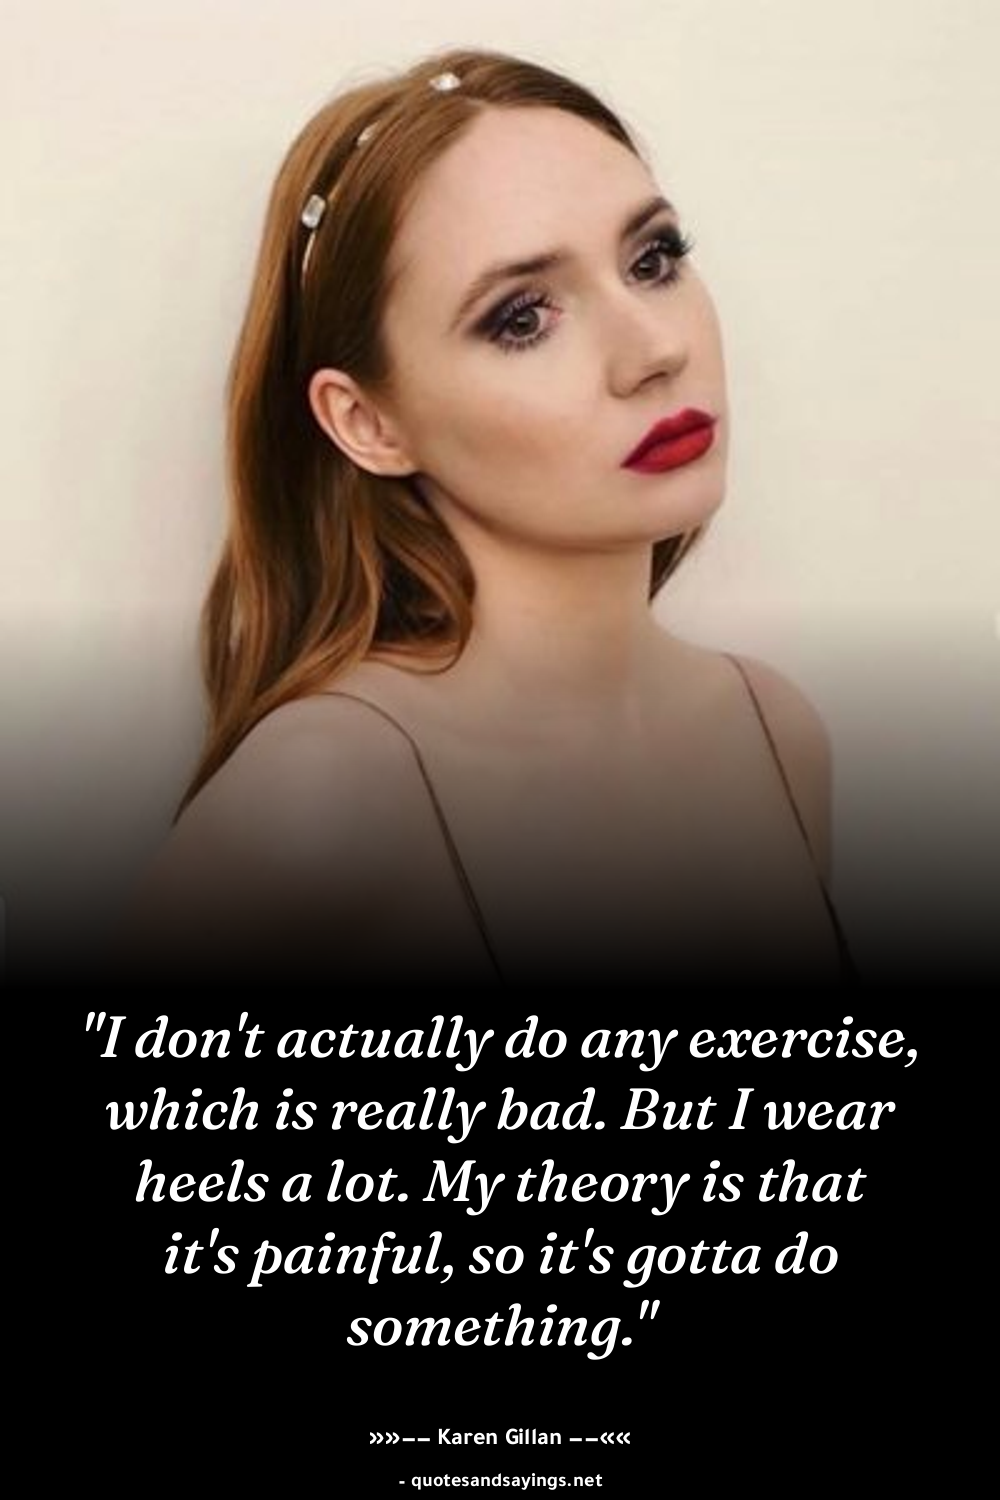 "I don't actually do any exercise,
which is really bad. But I wear
heels a lot. My theory is that
it's painful, so it's gotta do
something."
»»–– Karen Gillan ––««
- quotesandsayings.net